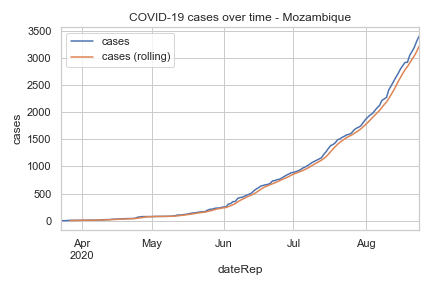 COVID-19 cases over time - Mozambique
cases
cases (rolling)
3500
3000
2500
2000
1500
1000
500
0
cases
Apr
2020
May
Jun
Jul
Aug
dateRep